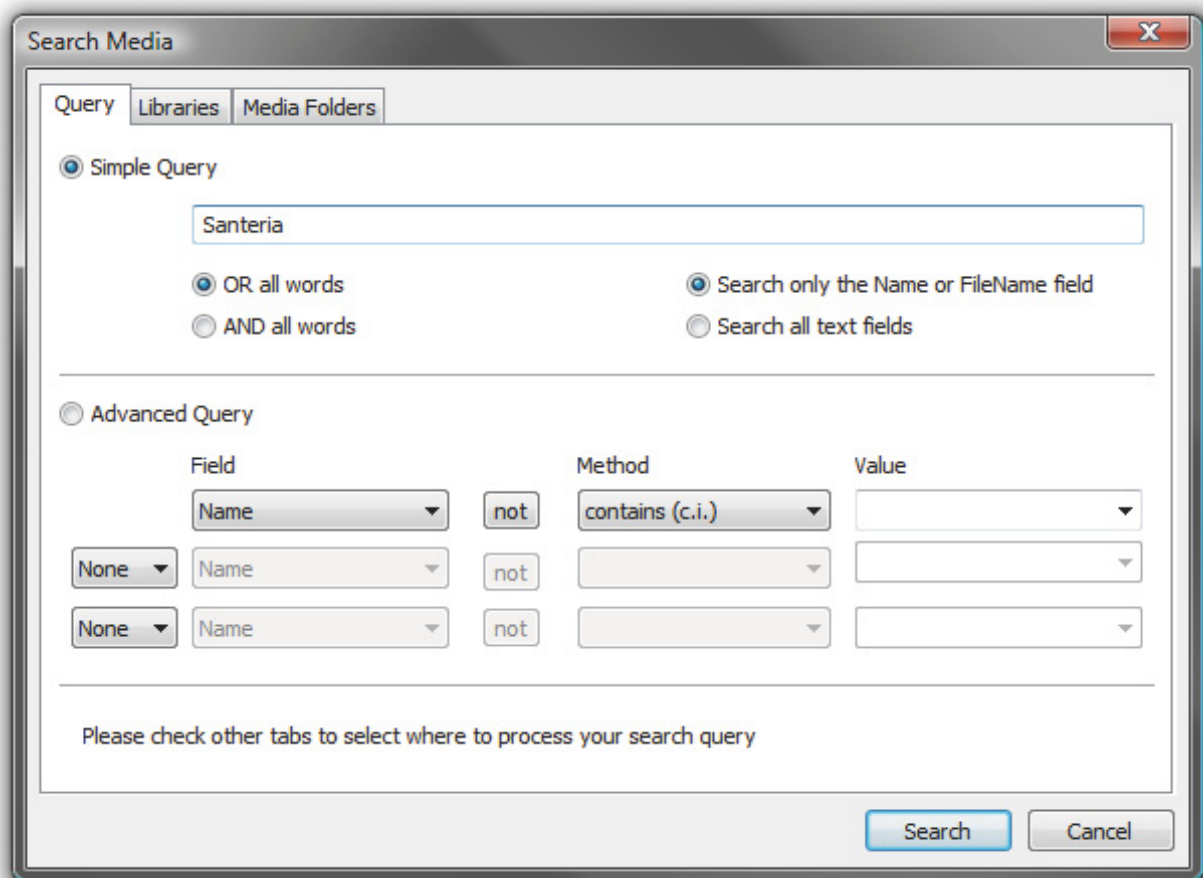 Search Media
Query Libraries Media Folders
Simple Query
Santeria
OR all words Search only the Name or FileName field
AND all words Search all text fields
Advanced Query
Field Method Value
Name not contains (c.i.)
None Name not
None Name not
Please check other tabs to select where to process your search query
Search Cancel